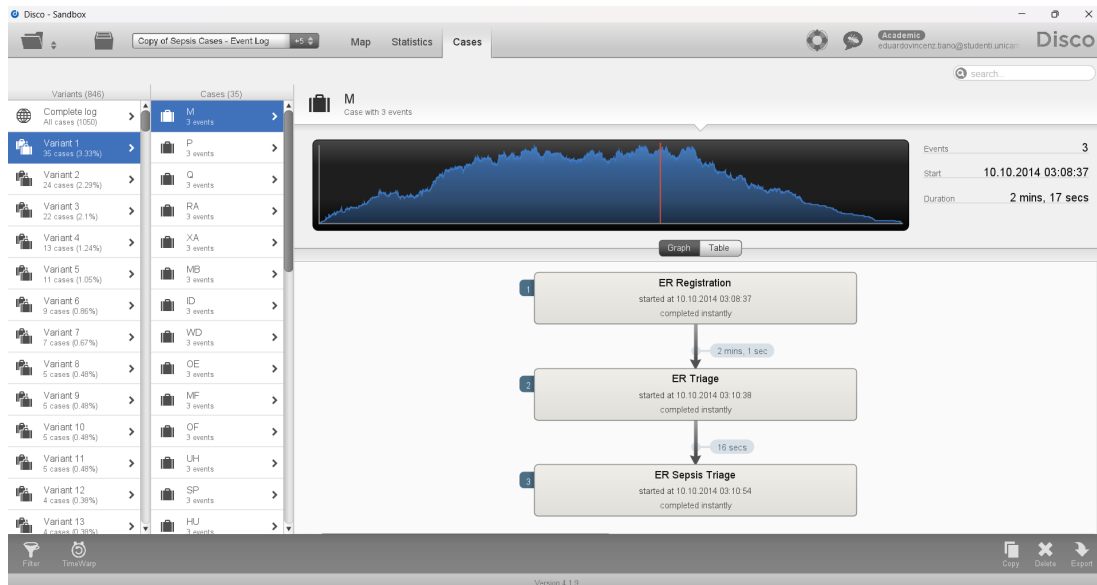 Disco - Sandbox
Copy of Sepsis Cases - Event Log
+5
Map
Statistics
Cases
Academic
eduardovincenz.tiano@studenti.unicam
Disco
search...
Variants (846)
Complete log
All cases (1050)
Variant 1
35 cases (3.33%)
Variant 2
24 cases (2.29%)
Variant 3
22 cases (2.1%)
Variant 4
13 cases (1.24%)
Variant 5
11 cases (1.05%)
Variant 6
9 cases (0.86%)
Variant 7
7 cases (0.67%)
Variant 8
5 cases (0.48%)
Variant 9
5 cases (0.48%)
Variant 10
5 cases (0.48%)
Variant 11
5 cases (0.48%)
Variant 12
4 cases (0.38%)
Variant 13
4 cases (0.38%)
Cases (35)
M
3 events
P
3 events
Q
3 events
RA
3 events
XA
3 events
MB
3 events
ID
3 events
WD
3 events
OE
3 events
MF
3 events
OF
3 events
UH
3 events
SP
3 events
HU
3 events
M
Case with 3 events
Events 3
Start 10.10.2014 03:08:37
Duration 2 mins, 17 secs
Graph
Table
1
ER Registration
started at 10.10.2014 03:08:37
completed instantly
2 mins, 1 sec
2
ER Triage
started at 10.10.2014 03:10:38
completed instantly
16 secs
3
ER Sepsis Triage
started at 10.10.2014 03:10:54
completed instantly
Filter
TimeWarp
Copy
Delete
Export
Version 4.1.9